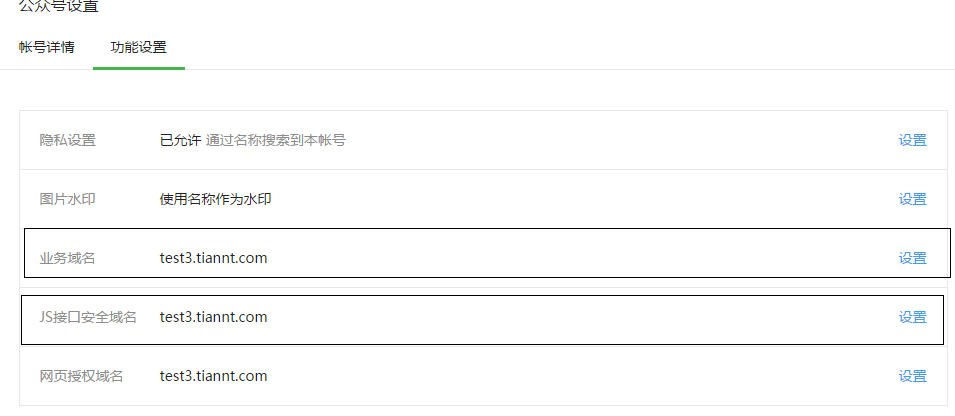 公众号设置
帐号详情 功能设置
隐私设置 已允许 通过名称搜索到本帐号 设置
图片水印 使用名称作为水印 设置
业务域名 test3.tiannt.com 设置
JS接口安全域名 test3.tiannt.com 设置
网页授权域名 test3.tiannt.com 设置